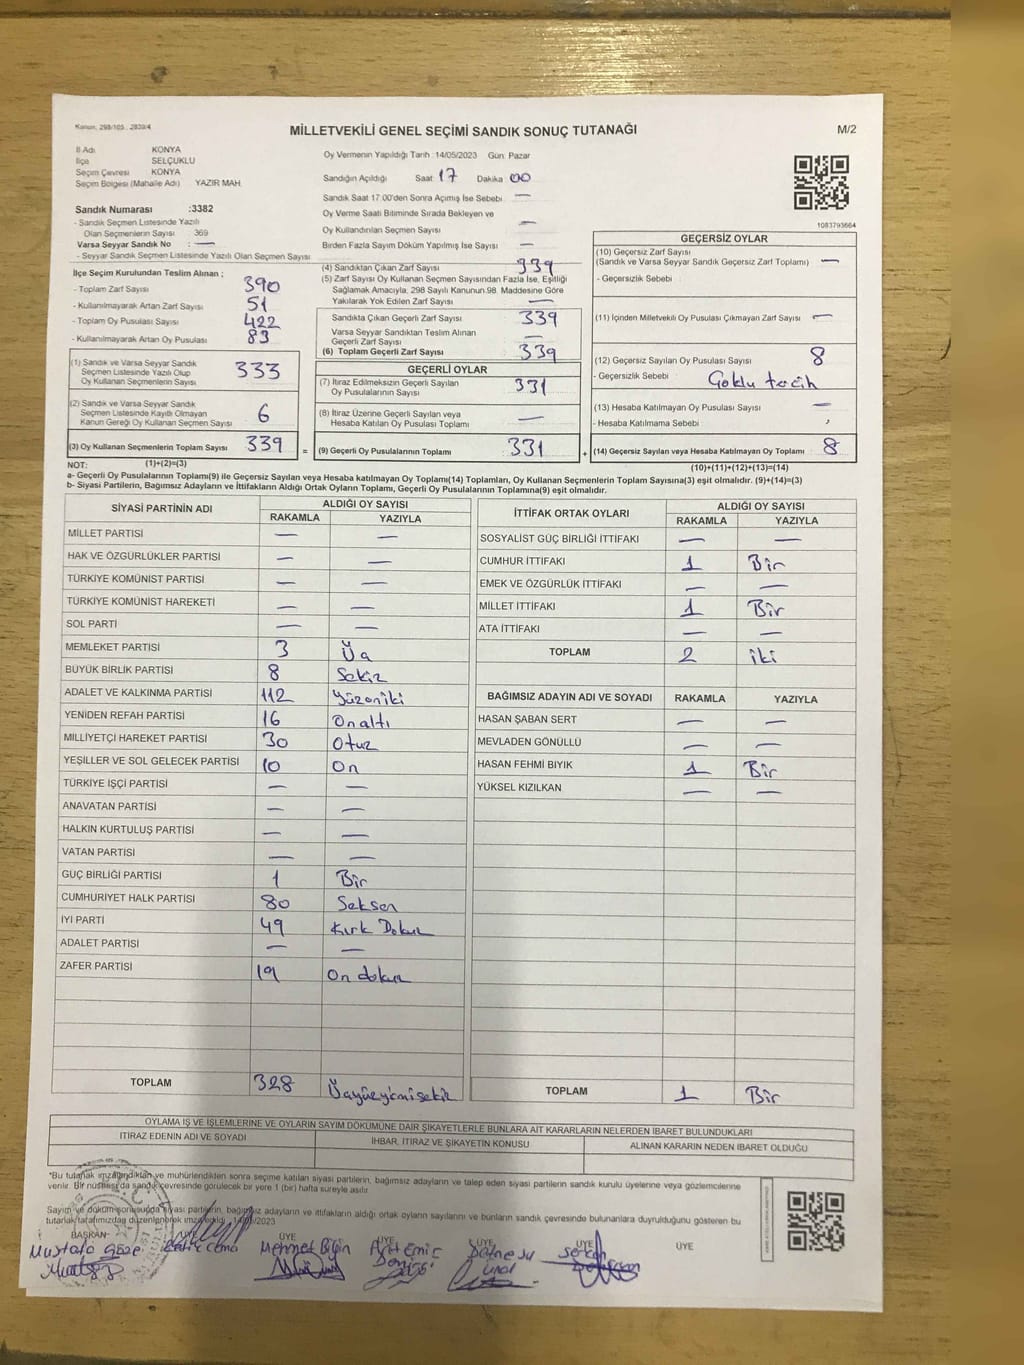 Kanun: 298/105 , 2839/4
MİLLETVEKİLİ GENEL SEÇİMİ SANDIK SONUÇ TUTANAĞI
M/2
İl Adı KONYA
İlçe SELÇUKLU
Seçim Çevresi KONYA
Seçim Bölgesi (Mahalle Adı) YAZIR MAH.
Sandık Numarası :3382
- Sandık Seçmen Listesinde Yazılı
Olan Seçmenlerin Sayısı 369
Varsa Seyyar Sandık No : —
- Seyyar Sandık Seçmen Listesinde Yazılı Olan Seçmen Sayısı
Oy Vermenin Yapıldığı Tarih : 14/05/2023 Gün: Pazar
Sandığın Açıldığı Saat 17 Dakika 00
Sandık Saat 17:00'den Sonra Açılmış İse Sebebi —
Oy Verme Saati Bitiminde Sırada Bekleyen ve
Oy Kullandırılan Seçmen Sayısı —
Birden Fazla Sayım Döküm Yapılmış İse Sayısı —
1083793664
İlçe Seçim Kurulundan Teslim Alınan ;
- Toplam Zarf Sayısı 390
- Kullanılmayarak Artan Zarf Sayısı 51
- Toplam Oy Pusulası Sayısı 422
- Kullanılmayarak Artan Oy Pusulası 83
(1) Sandık ve Varsa Seyyar Sandık
Seçmen Listesinde Yazılı Olup
Oy Kullanan Seçmenlerin Sayısı 333
(2) Sandık ve Varsa Seyyar Sandık
Seçmen Listesinde Kayıtlı Olmayan
Kanun Gereği Oy Kullanan Seçmen Sayısı 6
(3) Oy Kullanan Seçmenlerin Toplam Sayısı 339 =
(4) Sandıktan Çıkan Zarf Sayısı 339
(5) Zarf Sayısı Oy Kullanan Seçmen Sayısından Fazla İse, Eşitliği
Sağlamak Amacıyla, 298 Sayılı Kanunun 98. Maddesine Göre
Yakılarak Yok Edilen Zarf Sayısı —
Sandıkta Çıkan Geçerli Zarf Sayısı 339
Varsa Seyyar Sandıktan Teslim Alınan
Geçerli Zarf Sayısı —
(6) Toplam Geçerli Zarf Sayısı 339
GEÇERLİ OYLAR
(7) İtiraz Edilmeksizin Geçerli Sayılan
Oy Pusulalarının Sayısı 331
(8) İtiraz Üzerine Geçerli Sayılan veya
Hesaba Katılan Oy Pusulası Toplamı —
(9) Geçerli Oy Pusulalarının Toplamı 331 +
GEÇERSİZ OYLAR
(10) Geçersiz Zarf Sayısı
(Sandık ve Varsa Seyyar Sandık Geçersiz Zarf Toplamı) —
- Geçersizlik Sebebi
(11) İçinden Milletvekili Oy Pusulası Çıkmayan Zarf Sayısı —
(12) Geçersiz Sayılan Oy Pusulası Sayısı 8
- Geçersizlik Sebebi
(13) Hesaba Katılmayan Oy Pusulası Sayısı —
- Hesaba Katılmama Sebebi
(14) Geçersiz Sayılan veya Hesaba Katılmayan Oy Toplamı 8
NOT: (1)+(2)=(3) (10)+(11)+(12)+(13)=(14)
a- Geçerli Oy Pusulalarının Toplamı(9) ile Geçersiz Sayılan veya Hesaba katılmayan Oy Toplamı(14) Toplamları, Oy Kullanan Seçmenlerin Toplam Sayısına(3) eşit olmalıdır. (9)+(14)=(3)
b- Siyasi Partilerin, Bağımsız Adayların ve İttifakların Aldığı Ortak Oyların Toplamı, Geçerli Oy Pusulalarının Toplamına(9) eşit olmalıdır.
SİYASİ PARTİNİN ADI ALDIĞI OY SAYISI
RAKAMLA YAZIYLA
MİLLET PARTİSİ — —
HAK VE ÖZGÜRLÜKLER PARTİSİ — —
TÜRKİYE KOMÜNİST PARTİSİ — —
TÜRKİYE KOMÜNİST HAREKETİ — —
SOL PARTİ — —
MEMLEKET PARTİSİ 3 Üç
BÜYÜK BİRLİK PARTİSİ 8 Sekiz
ADALET VE KALKINMA PARTİSİ 112 Yüzoniki
YENİDEN REFAH PARTİSİ 16 Onaltı
MİLLİYETÇİ HAREKET PARTİSİ 30 Otuz
YEŞİLLER VE SOL GELECEK PARTİSİ 10 On
TÜRKİYE İŞÇİ PARTİSİ — —
ANAVATAN PARTİSİ — —
HALKIN KURTULUŞ PARTİSİ — —
VATAN PARTİSİ — —
GÜÇ BİRLİĞİ PARTİSİ 1 Bir
CUMHURİYET HALK PARTİSİ 80 Seksen
İYİ PARTİ 49 Kırk Dokuz
ADALET PARTİSİ — —
ZAFER PARTİSİ 19 On dokuz
TOPLAM 328 Üçyüzyirmisekiz
İTTİFAK ORTAK OYLARI ALDIĞI OY SAYISI
RAKAMLA YAZIYLA
SOSYALİST GÜÇ BİRLİĞİ İTTİFAKI — —
CUMHUR İTTİFAKI 1 Bir
EMEK VE ÖZGÜRLÜK İTTİFAKI — —
MİLLET İTTİFAKI 1 Bir
ATA İTTİFAKI — —
TOPLAM 2 iki
BAĞIMSIZ ADAYIN ADI VE SOYADI RAKAMLA YAZIYLA
HASAN ŞABAN SERT — —
MEVLADEN GÖNÜLLÜ — —
HASAN FEHMİ BIYIK 1 Bir
YÜKSEL KIZILKAN — —
TOPLAM 1 Bir
OYLAMA İŞ VE İŞLEMLERİNE VE OYLARIN SAYIM DÖKÜMÜNE DAİR ŞİKAYETLERLE BUNLARA AİT KARARLARIN NELERDEN İBARET BULUNDUKLARI
İTİRAZ EDENİN ADI VE SOYADI İHBAR, İTİRAZ VE ŞİKAYETİN KONUSU ALINAN KARARIN NEDEN İBARET OLDUĞU
*Bu tutanak imzalandıktan ve mühürlendikten sonra seçime katılan siyasi partilerin, bağımsız adayların ve talep eden siyasi partilerin sandık kurulu üyelerine veya gözlemcilerine
verilir. Bir nüshası da sandık çevresinde görülecek bir yere 1 (bir) hafta süreyle asılır.
Sayım ve döküm sonucunda siyasi partilerin, bağımsız adayların ve ittifakların aldığı ortak oyların sayılarını ve bunların sandık çevresinde bulunanlara duyrulduğunu gösteren bu
tutanak tarafımızdan düzenlenerek imza edildi. 14/05/2023
BAŞKAN ÜYE ÜYE ÜYE ÜYE ÜYE
Mehmet